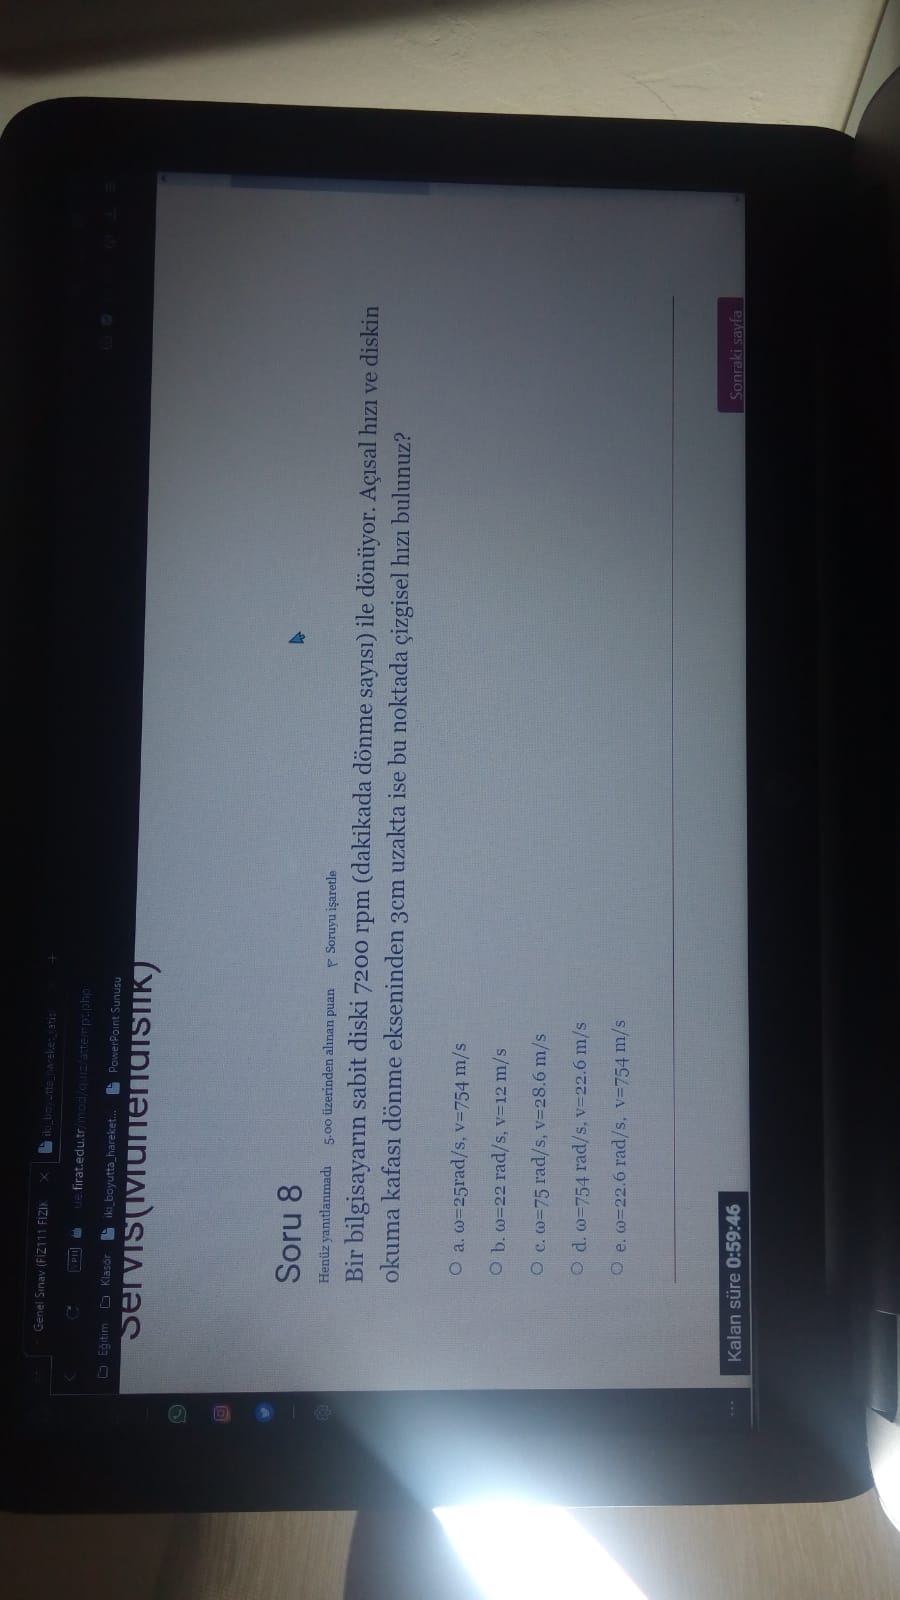 Genel Sınav (FİZ111 FİZİK
iki_boyutta_hareket
ue.firat.edu.tr/mod/quiz/attempt.php
Eğitim
Klasör
iki_boyutta_hareket...
PowerPoint Sunusu
Servis(Mühendislik)
Soru 8
Henüz yanıtlanmadı
5.00 üzerinden alınan puan
Soruyu işaretle
Bir bilgisayarın sabit diski 7200 rpm (dakikada dönme sayısı) ile dönüyor. Açısal hızı ve diskin
okuma kafası dönme ekseninden 3cm uzakta ise bu noktada çizgisel hızı bulunuz?
a. ω=25rad/s, v=754 m/s
b. ω=22 rad/s, v=12 m/s
c. ω=75 rad/s, v=28.6 m/s
d. ω=754 rad/s, v=22.6 m/s
e. ω=22.6 rad/s, v=754 m/s
Kalan süre 0:59:46
Sonraki sayfa